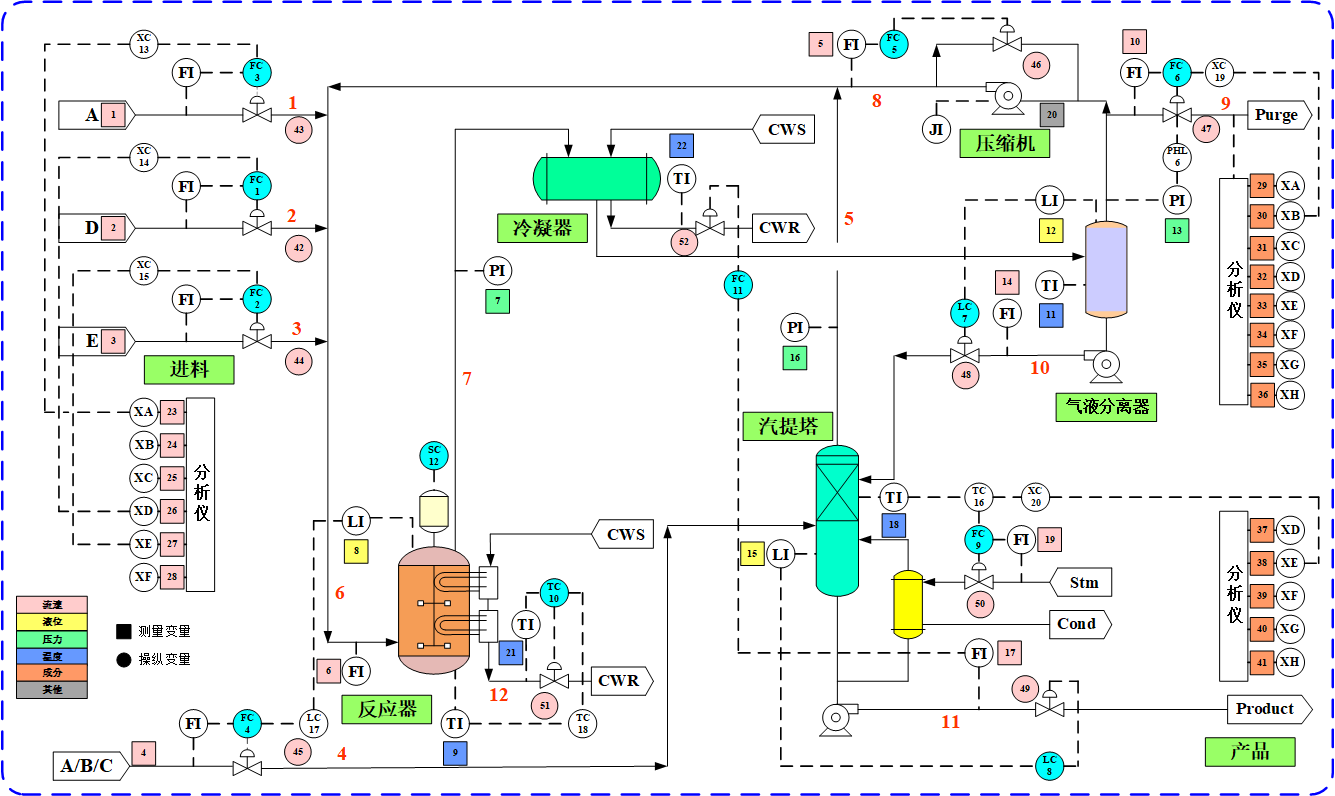 XC
13
FI
FC
3
A
1
1
43
XC
14
FI
FC
1
D
2
2
42
XC
15
FI
FC
2
E
3
3
44
进料
XA
23
XB
24
XC
25
XD
26
XE
27
XF
28
分析仪
流速
液位
压力
温度
成分
其他
测量变量
操纵变量
A/B/C
4
FI
FC
4
LC
17
45
4
LI
8
6
6
FI
反应器
SC
12
7
PI
7
CWS
TI
21
TC
10
51
CWR
12
TI
9
TC
18
冷凝器
CWS
22
TI
52
CWR
FC
11
5
FI
FC
5
46
8
JI
20
压缩机
5
10
FI
FC
6
XC
19
9
47
Purge
PHL
6
LI
12
PI
13
14
TI
11
FI
LC
7
48
10
气液分离器
29
XA
30
XB
31
XC
32
XD
33
XE
34
XF
35
XG
36
XH
分析仪
PI
16
汽提塔
TI
18
TC
16
XC
20
15
LI
FC
9
FI
19
50
Stm
Cond
FI
17
49
11
LC
8
Product
产品
37
XD
38
XE
39
XF
40
XG
41
XH
分析仪